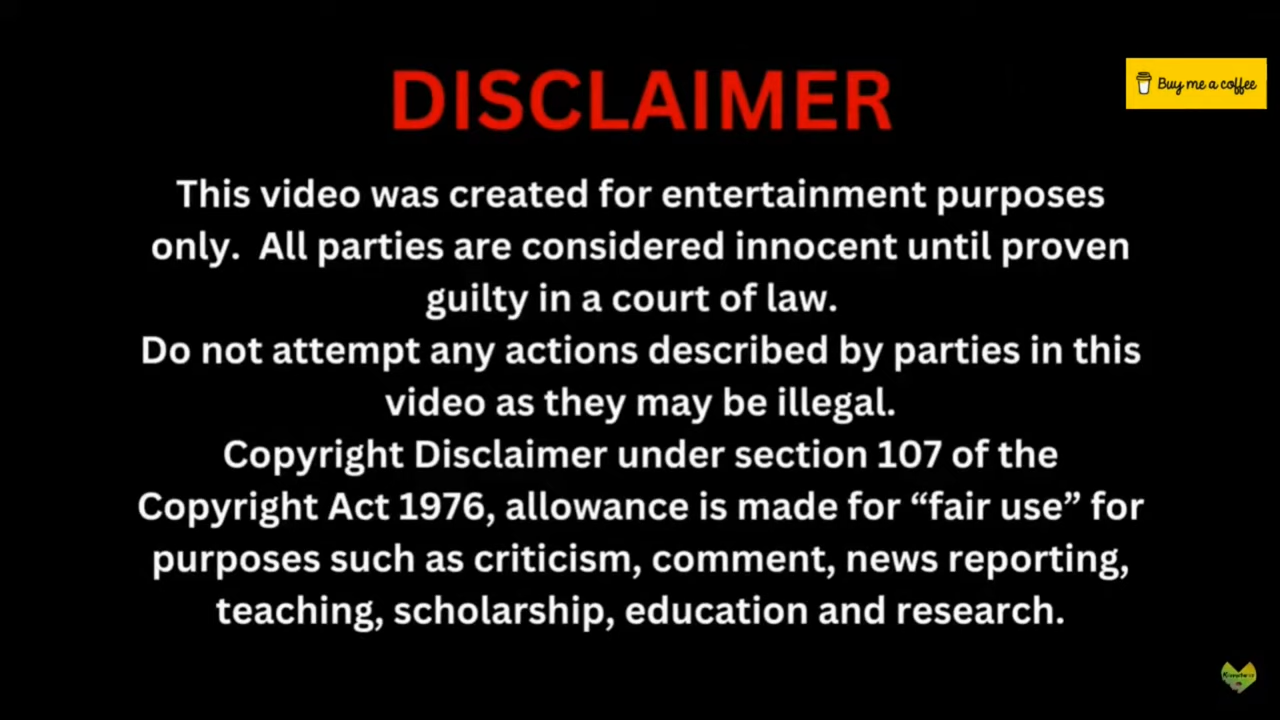 DISCLAIMER
Buy me a coffee
This video was created for entertainment purposes
only.  All parties are considered innocent until proven
guilty in a court of law.
Do not attempt any actions described by parties in this
video as they may be illegal.
Copyright Disclaimer under section 107 of the
Copyright Act 1976, allowance is made for “fair use” for
purposes such as criticism, comment, news reporting,
teaching, scholarship, education and research.